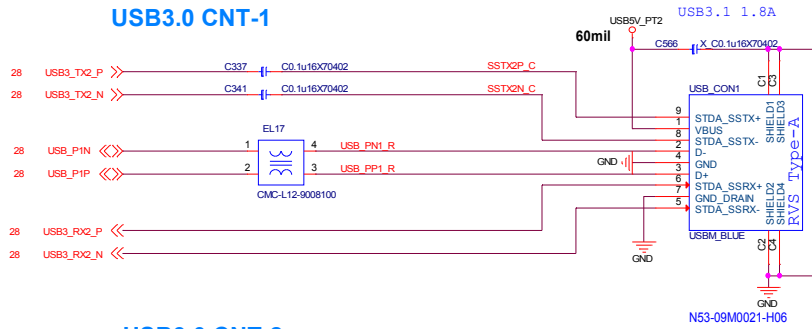 USB3.0 CNT-1
USB3.1 1.8A
USB5V_PT2
60mil
C566 X_C0.1u16X70402
28 USB3_TX2_P C337 C0.1u16X70402 SSTX2P_C
28 USB3_TX2_N C341 C0.1u16X70402 SSTX2N_C
C1 C3
USB_CON1
9 STDA_SSTX+
1 VBUS
8 STDA_SSTX-
2 D-
4 GND
3 D+
6 STDA_SSRX+
7 GND_DRAIN
5 STDA_SSRX-
SHIELD1
SHIELD3
SHIELD2
SHIELD4
RVS Type-A
EL17
28 USB_P1N 1 4 USB_PN1_R
28 USB_P1P 2 3 USB_PP1_R
CMC-L12-9008100
GND
28 USB3_RX2_P
28 USB3_RX2_N
USBM_BLUE
C2 C4
GND
GND
N53-09M0021-H06